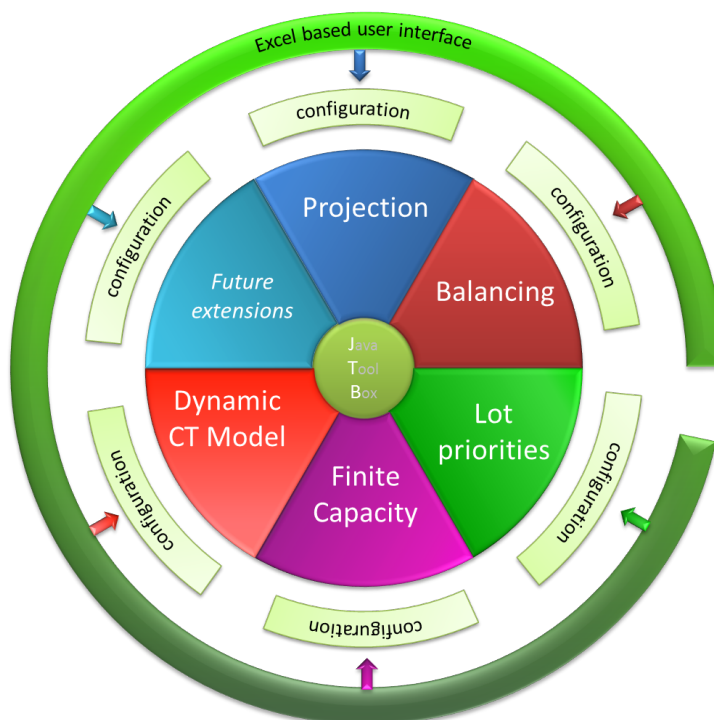 Excel based user interface
configuration
configuration
configuration
Projection
Future
extensions
Balancing
Java
Tool
Box
Dynamic
CT Model
Lot
priorities
Finite
Capacity
configuration
configuration
configuration